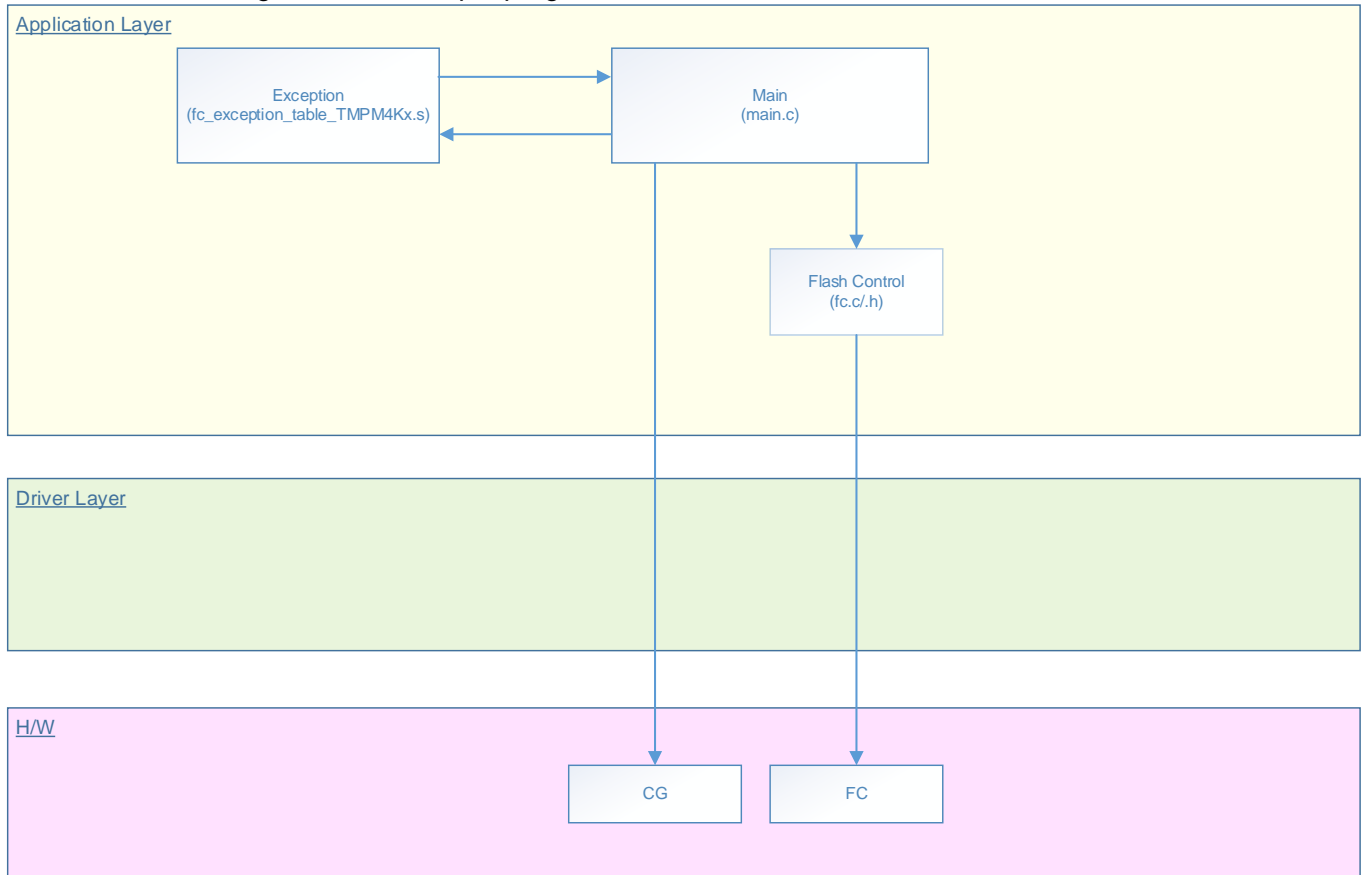 Application Layer
Exception
(fc_exception_table_TMPM4Kx.s)
Main
(main.c)
Flash Control
(fc.c/.h)
Driver Layer
H/W
CG
FC